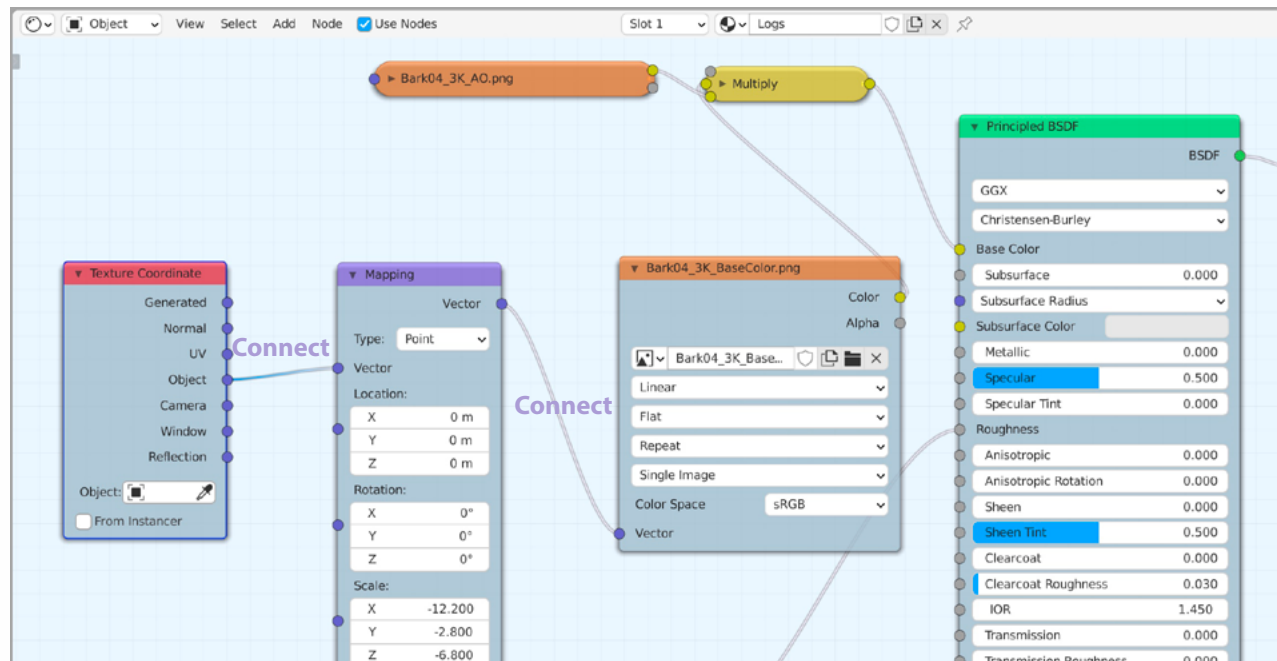 Object View Select Add Node Use Nodes Slot 1 Logs
Bark04_3K_AO.png
Multiply
Texture Coordinate
Generated
Normal
UV
Object
Camera
Window
Reflection
Object:
From Instancer
Connect
Mapping
Vector
Type: Point
Vector
Location:
X 0 m
Y 0 m
Z 0 m
Rotation:
X 0°
Y 0°
Z 0°
Scale:
X -12.200
Y -2.800
Z -6.800
Connect
Bark04_3K_BaseColor.png
Color
Alpha
Bark04_3K_Base...
Linear
Flat
Repeat
Single Image
Color Space sRGB
Vector
Principled BSDF
BSDF
GGX
Christensen-Burley
Base Color
Subsurface 0.000
Subsurface Radius
Subsurface Color
Metallic 0.000
Specular 0.500
Specular Tint 0.000
Roughness
Anisotropic 0.000
Anisotropic Rotation 0.000
Sheen 0.000
Sheen Tint 0.500
Clearcoat 0.000
Clearcoat Roughness 0.030
IOR 1.450
Transmission 0.000
Transmission Roughness 0.000